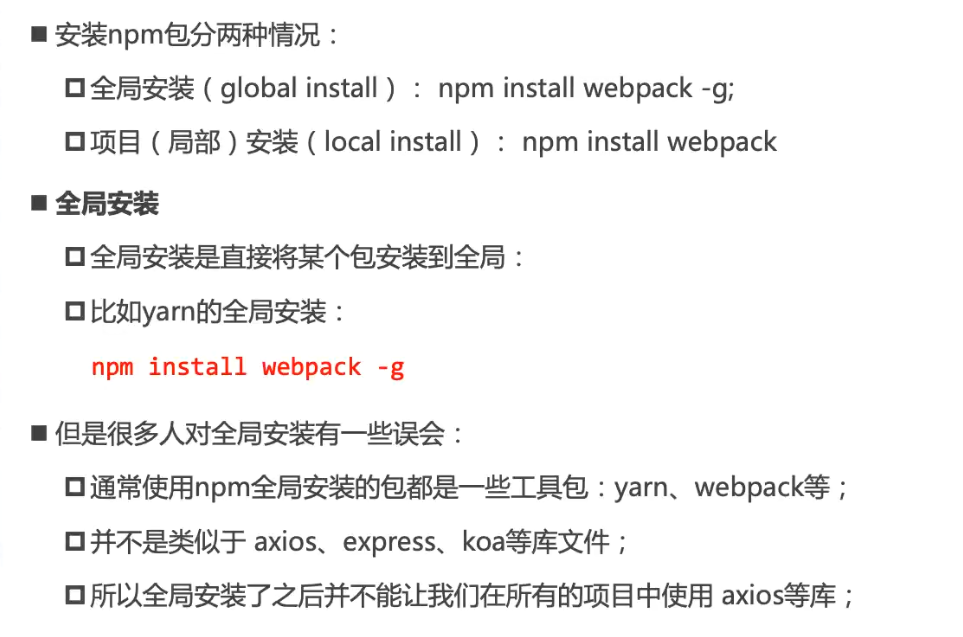 ■ 安装npm包分两种情况：
□ 全局安装（global install）： npm install webpack -g;
□ 项目（局部）安装（local install）： npm install webpack
■ 全局安装
□ 全局安装是直接将某个包安装到全局：
□ 比如yarn的全局安装：
npm install webpack -g
■ 但是很多人对全局安装有一些误会：
□ 通常使用npm全局安装的包都是一些工具包：yarn、webpack等；
□ 并不是类似于 axios、express、koa等库文件；
□ 所以全局安装了之后并不能让我们在所有的项目中使用 axios等库；